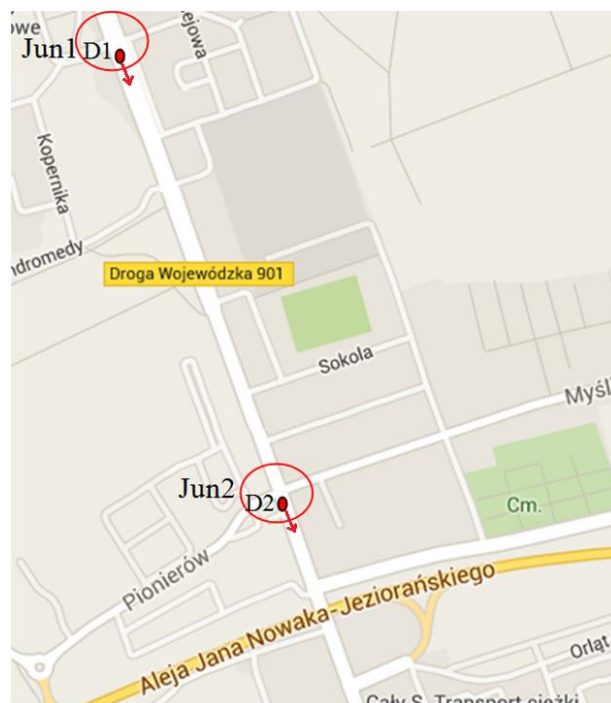 owe
ejowa
Jun1 D1
Kopernika
ndromedy
Droga Wojewódzka 901
Sokola
Myśli
Jun2 D2
Cm.
Pionierów
Aleja Jana Nowaka-Jeziorańskiego
Orląt
Cały S. Transport ciężki